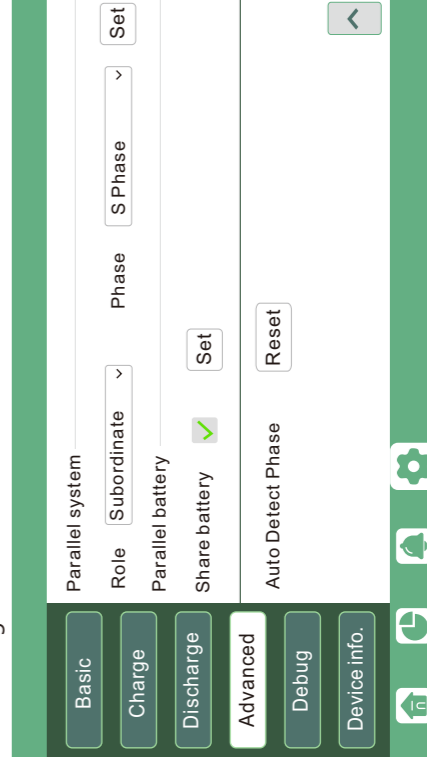 Basic
Charge
Discharge
Advanced
Debug
Device info.
Parallel system
Role Subordinate Phase S Phase Set
Parallel battery
Share battery Set
Auto Detect Phase Reset